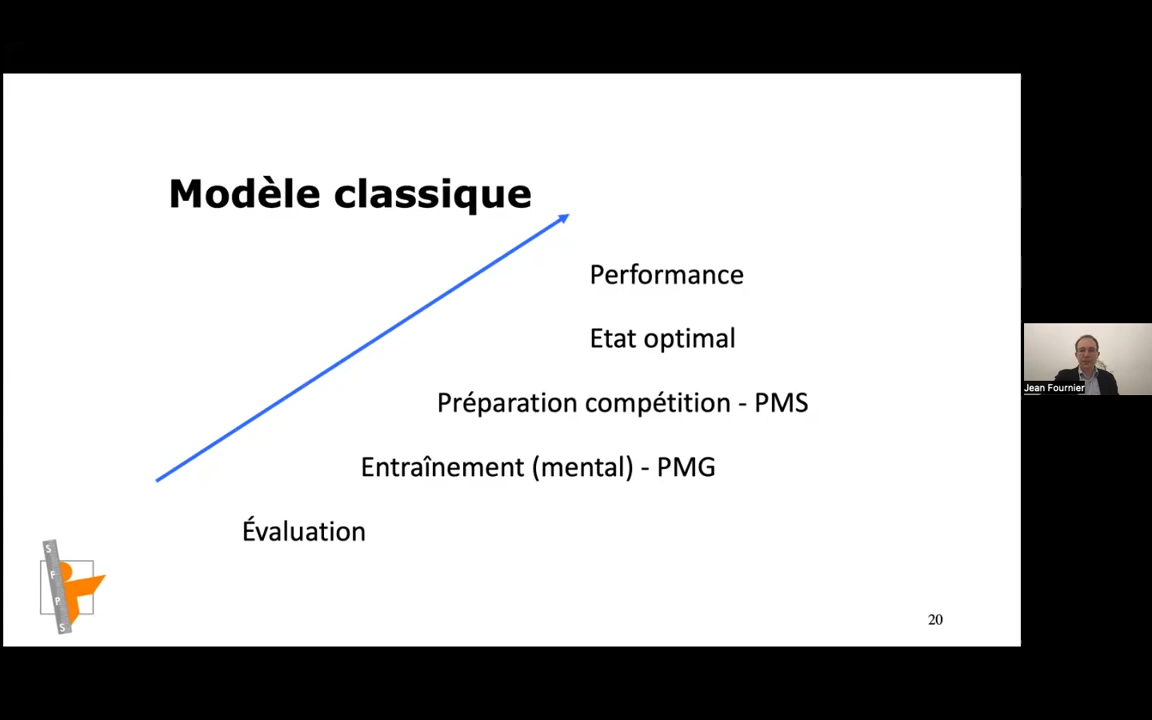 Modèle classique
Performance
Etat optimal
Préparation compétition - PMS
Entraînement (mental) - PMG
Évaluation
S
F
P
S
20
Jean Fournier